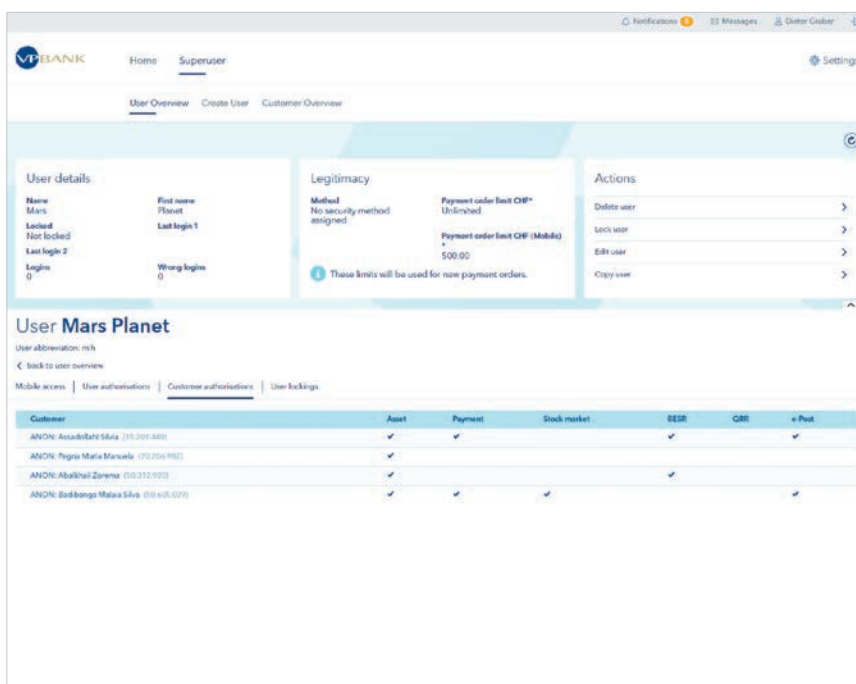 Notifications
Messages
Dieter Gruber
VPBANK
Home
Superuser
Settings
User Overview
Create User
Customer Overview
User details
Name
Mars
First name
Planet
Locked
Not locked
Last login 1
Last login 2
Logins
0
Wrong logins
0
Legitimacy
Method
No security method
assigned
Payment order limit CHF*
Unlimited
Payment order limit CHF (Mobile)
*
500.00
These limits will be used for new payment orders.
Actions
Delete user
Lock user
Edit user
Copy user
User Mars Planet
User abbreviation:
back to user overview
Mobile access | User authorisations | Customer authorisations | User lockings
Customer Asset Payment Stock market BESR QRR e-Post
ANON: Assadollahi Silvia
ANON: Maria Manuela
ANON: Abalkhail Zorema
ANON: Badibanga Malaia Silva